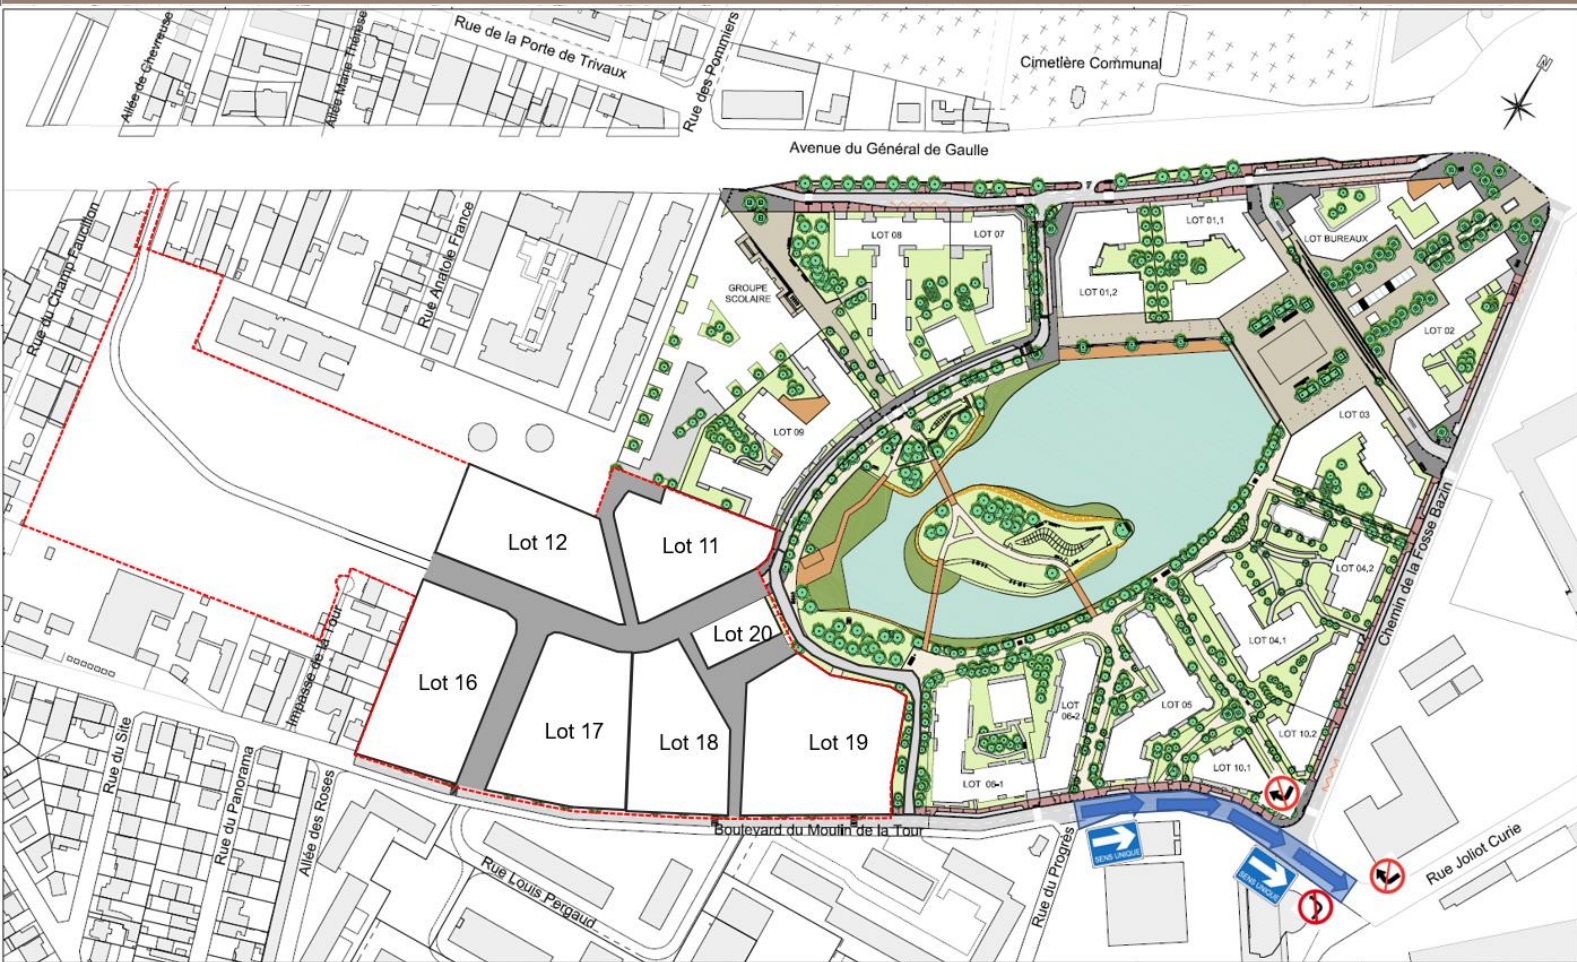 Allée de Chevreuse
Allée Marie Thérèse
Rue de la Porte de Trivaux
Rue des Pommiers
Cimetère Communal
N
Avenue du Général de Gaulle
Rue du Champ Faucillon
Rue Anatole France
GROUPE
SCOLAIRE
LOT 08
LOT 07
LOT 01,1
LOT 01,2
LOT BUREAUX
LOT 02
LOT 03
LOT 09
Lot 12
Lot 11
LOT 04,2
Chemin de la Fosse Bazin
Lot 20
LOT 04,1
Impasse de la Tour
Lot 16
Lot 17
Lot 18
Lot 19
LOT
06-2
LOT 05
LOT 10,2
LOT 10.1
LOT 06-1
Rue du Site
Rue du Panorama
Allée des Roses
Boulevard du Moulin de la Tour
Rue Louis Pergaud
Rue du Progrès
SENS UNIQUE
SENS UNIQUE
Rue Joliot Curie